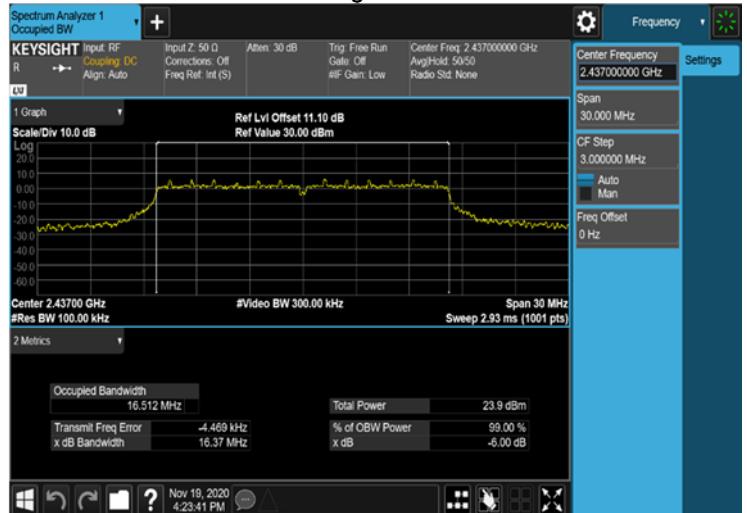 Spectrum Analyzer 1
Occupied BW
+
Frequency
KEYSIGHT
R
LXI
Input: RF
Coupling: DC
Align: Auto
Input Z: 50 Ω
Corrections: Off
Freq Ref: Int (S)
Atten: 30 dB
Trig: Free Run
Gate: Off
#IF Gain: Low
Center Freq: 2.437000000 GHz
Avg|Hold: 50/50
Radio Std: None
Center Frequency
2.437000000 GHz
Settings
Span
30.000 MHz
CF Step
3.000000 MHz
Auto
Man
Freq Offset
0 Hz
1 Graph
Scale/Div 10.0 dB
Ref Lvl Offset 11.10 dB
Ref Value 30.00 dBm
Log
20.0
10.0
0.00
-10.0
-20.0
-30.0
-40.0
-50.0
-60.0
Center 2.43700 GHz
#Res BW 100.00 kHz
#Video BW 300.00 kHz
Span 30 MHz
Sweep 2.93 ms (1001 pts)
2 Metrics
Occupied Bandwidth
16.512 MHz
Total Power 23.9 dBm
Transmit Freq Error -4.469 kHz
% of OBW Power 99.00 %
x dB Bandwidth 16.37 MHz
x dB -6.00 dB
?
Nov 19, 2020
4:23:41 PM